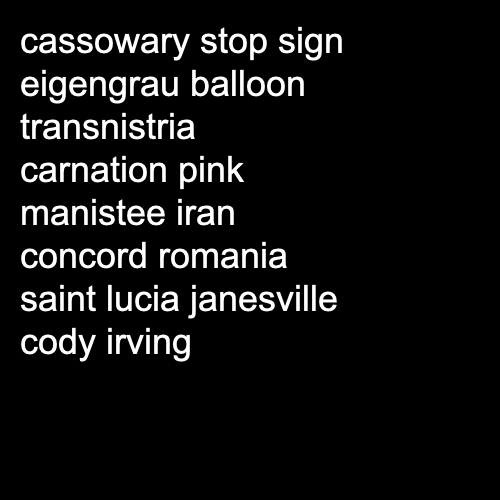 cassowary stop sign
eigengrau balloon
transnistria
carnation pink
manistee iran
concord romania
saint lucia janesville
cody irving